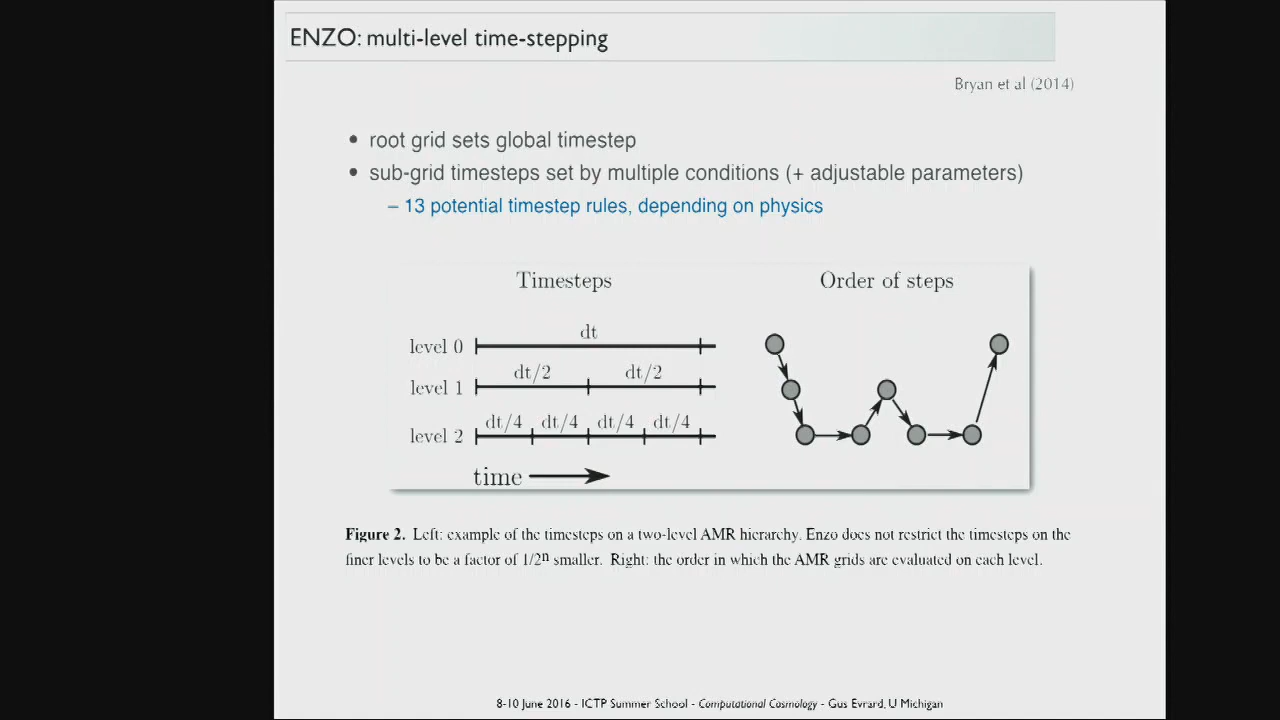 ENZO: multi-level time-stepping
Bryan et al (2014)
• root grid sets global timestep
• sub-grid timesteps set by multiple conditions (+ adjustable parameters)
– 13 potential timestep rules, depending on physics
Timesteps
Order of steps
level 0
dt
level 1
dt/2 dt/2
level 2
dt/4 dt/4 dt/4 dt/4
time
Figure 2. Left: example of the timesteps on a two-level AMR hierarchy. Enzo does not restrict the timesteps on the
finer levels to be a factor of 1/2ⁿ smaller. Right: the order in which the AMR grids are evaluated on each level.
8-10 June 2016 - ICTP Summer School - Computational Cosmology - Gus Evrard, U Michigan